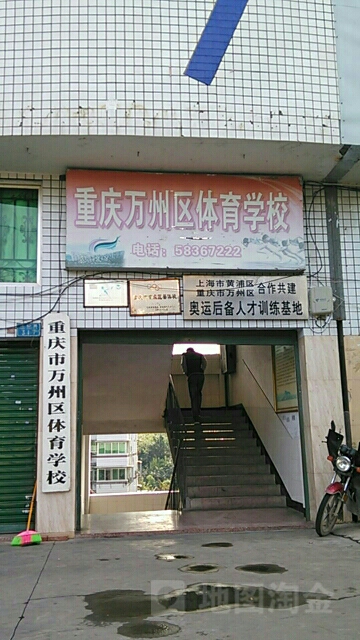 重庆万州区体育学校
电话：58367222
上海市黄浦区
重庆市万州区
合作共建
奥运后备人才训练基地
重庆市万州区体育学校
地图淘金